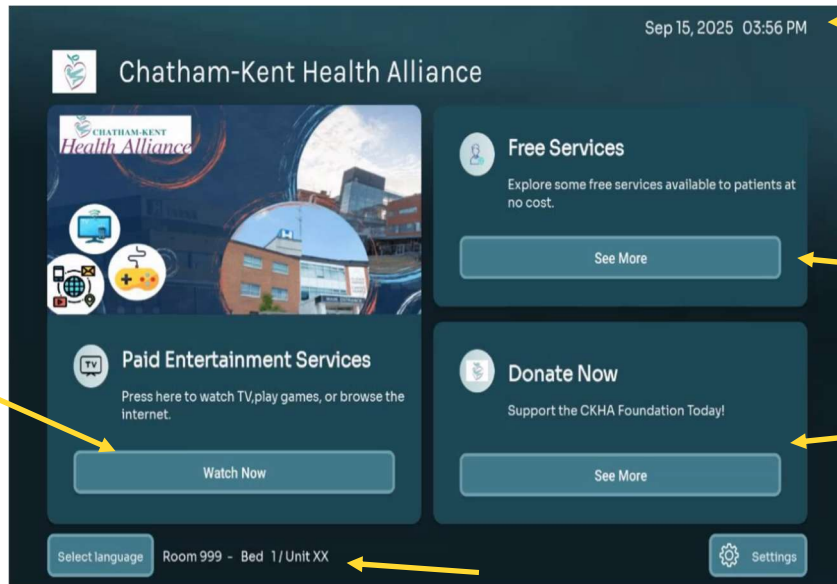 Sep 15, 2025 03:56 PM
Chatham-Kent Health Alliance
CHATHAM-KENT
Health Alliance
TV
Paid Entertainment Services
Press here to watch TV,play games, or browse the
internet.
Watch Now
Free Services
Explore some free services available to patients at
no cost.
See More
Donate Now
Support the CKHA Foundation Today!
See More
Select language
Room 999 - Bed 1 / Unit XX
Settings